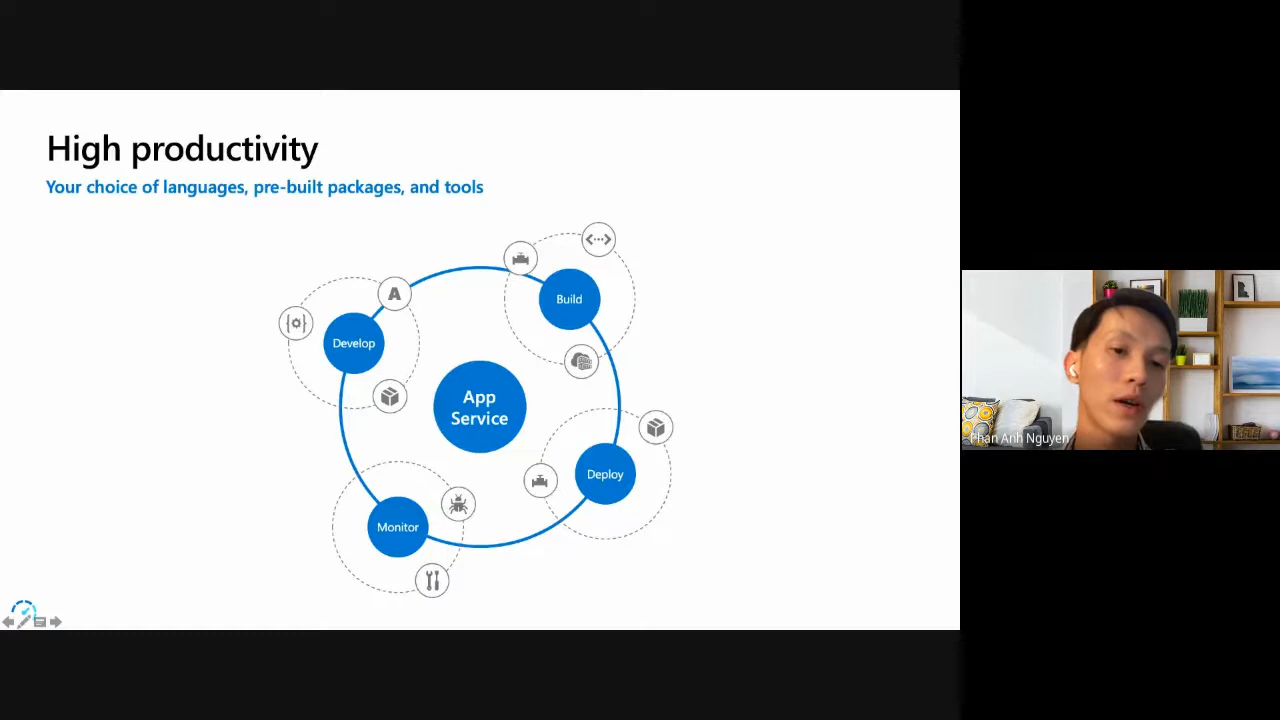 High productivity
Your choice of languages, pre-built packages, and tools
Build
Develop
A
App
Service
Deploy
Monitor
Phan Anh Nguyen